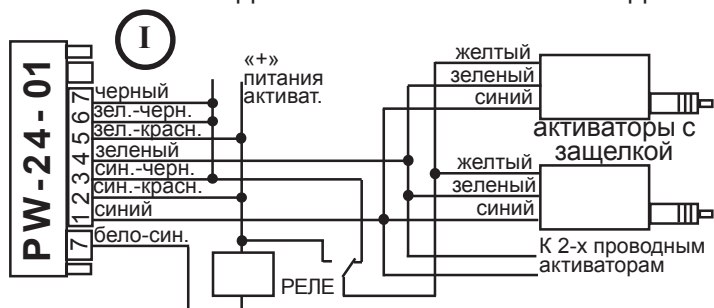 I
PW-24-01
«+»
питания
активат.
7 черный
6 зел.-черн.
5 зел.-красн.
4 зеленый
3 син.-черн.
2 син.-красн.
1 синий
7 бело-син.
РЕЛЕ
желтый
зеленый
синий
активаторы с
защелкой
желтый
зеленый
синий
К 2-х проводным
активаторам